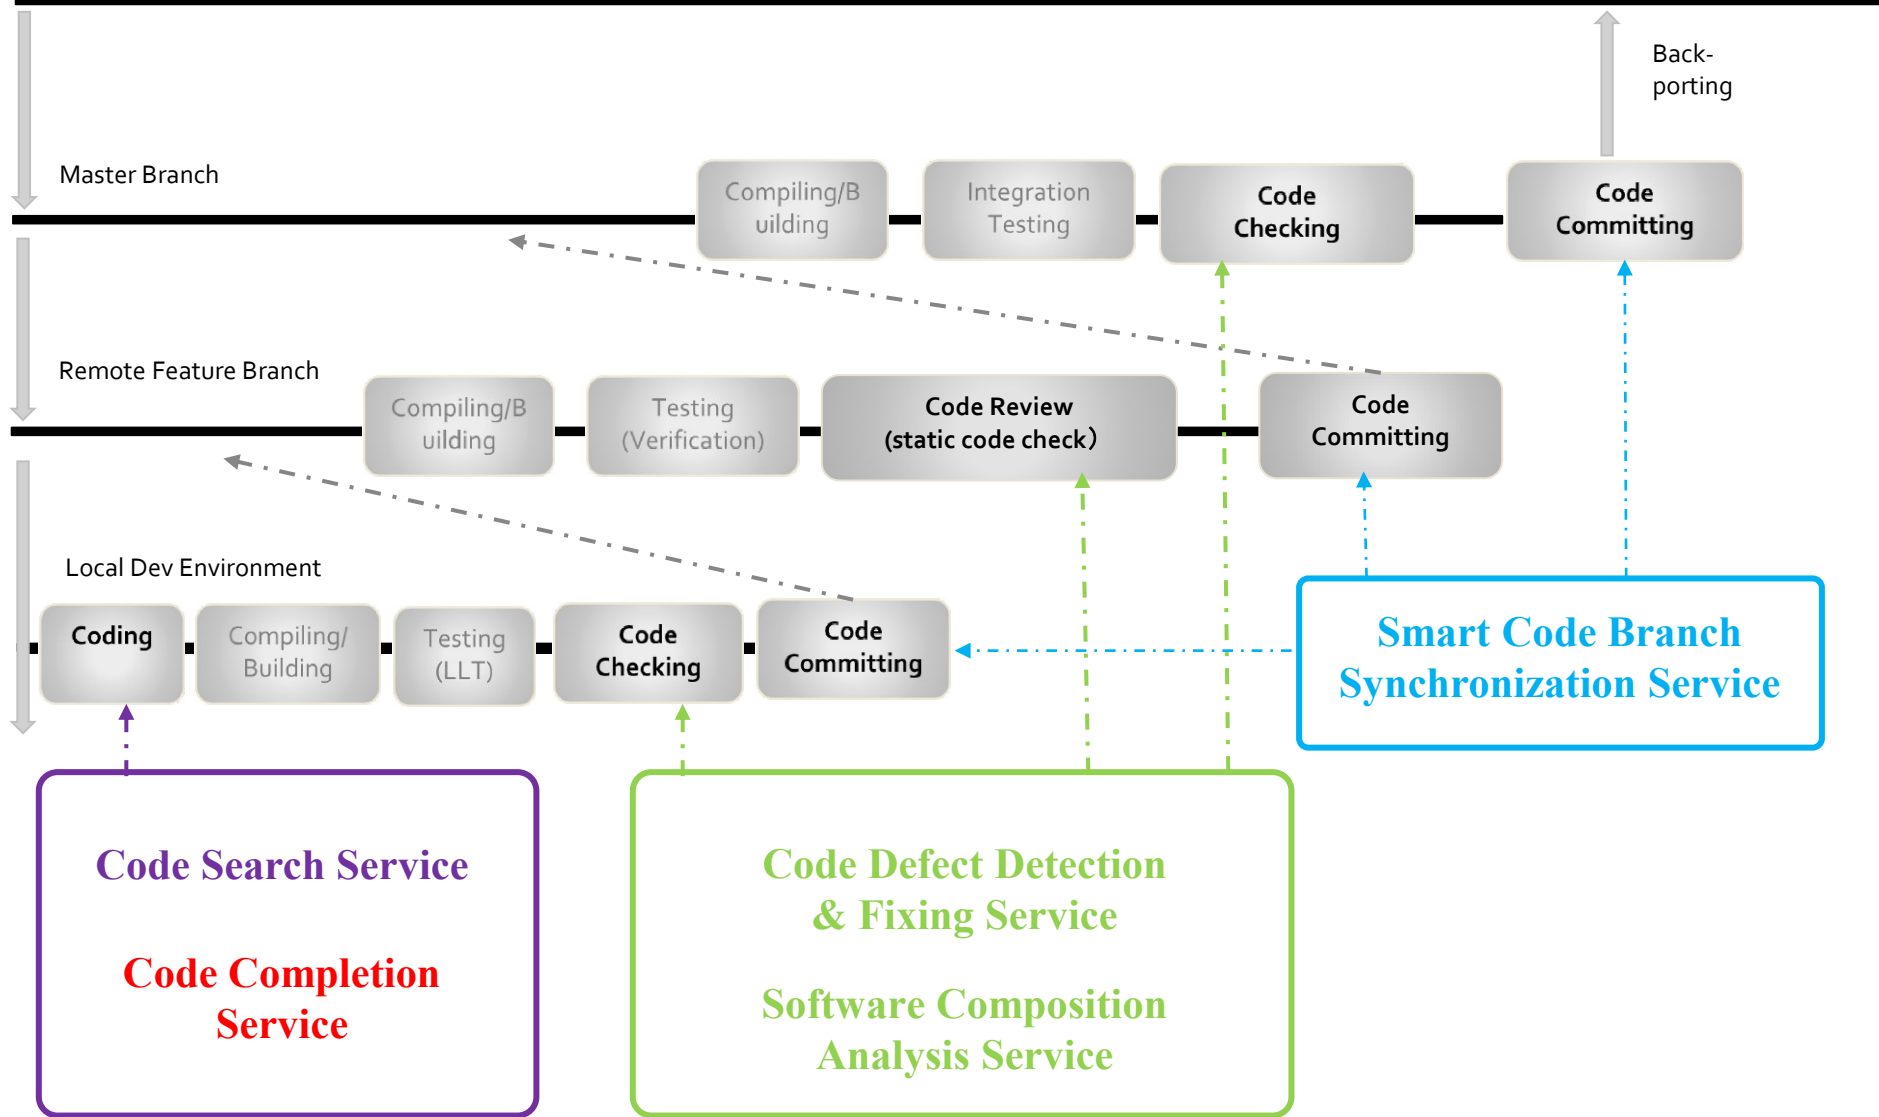 Back-
porting
Master Branch
Compiling/B
uilding
Integration
Testing
Code
Checking
Code
Committing
Remote Feature Branch
Compiling/B
uilding
Testing
(Verification)
Code Review
(static code check）
Code
Committing
Local Dev Environment
Coding
Compiling/
Building
Testing
(LLT)
Code
Checking
Code
Committing
Smart Code Branch
Synchronization Service
Code Search Service
Code Completion
Service
Code Defect Detection
& Fixing Service
Software Composition
Analysis Service